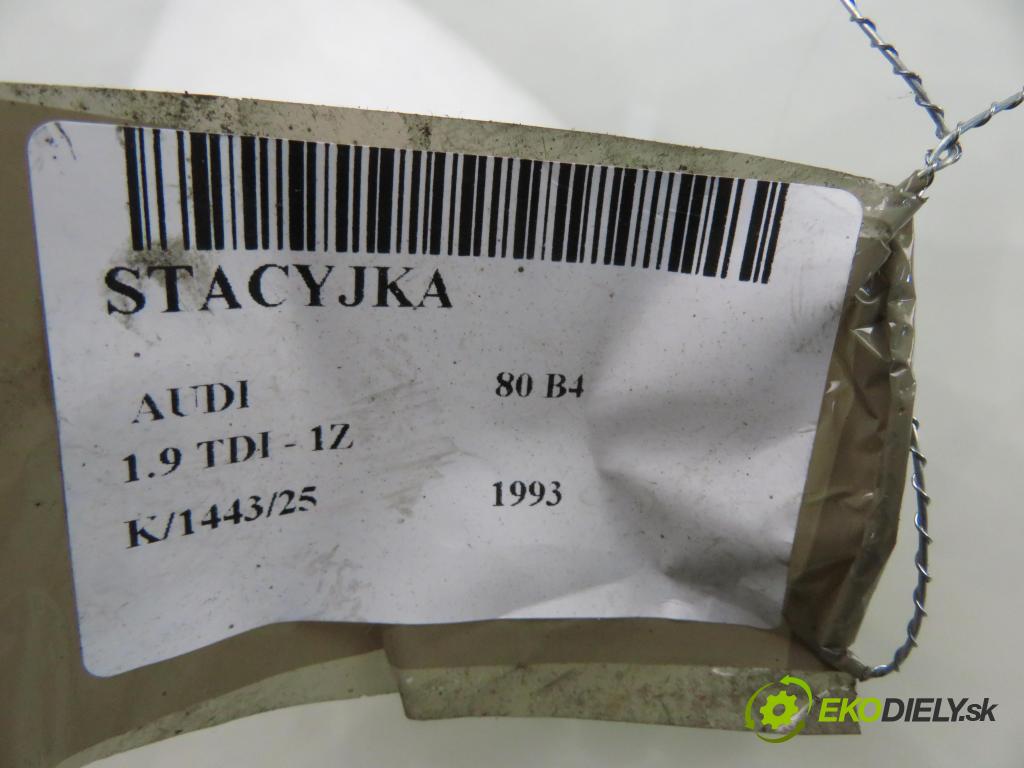 STACYJKA
AUDI 80 B4
1.9 TDI - 1Z
K/1443/25 1993
EKODIELY.sk